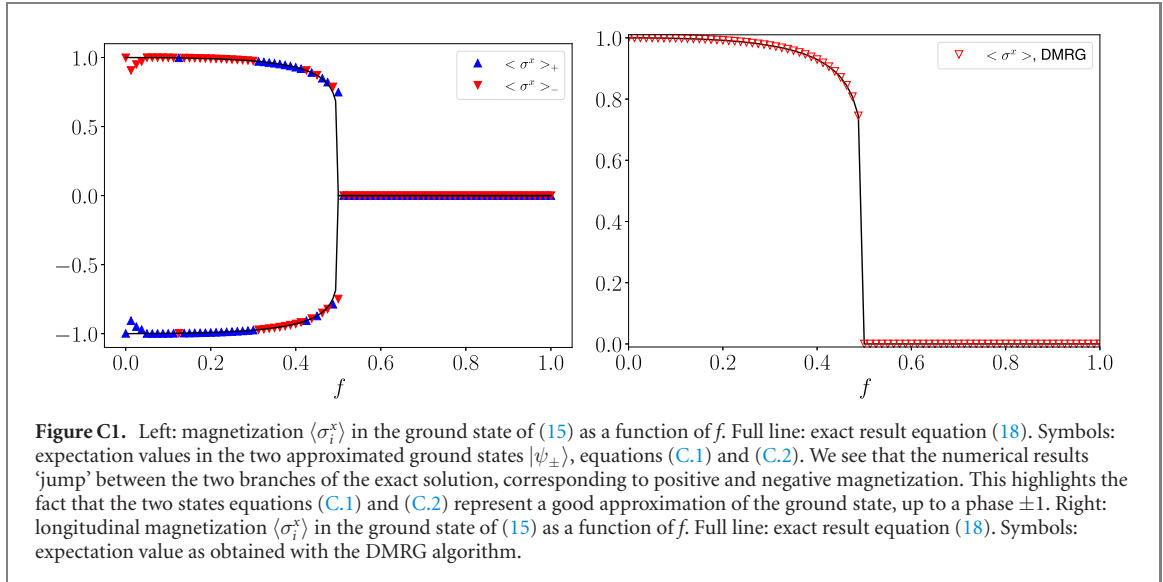 1.0
0.5
0.0
−0.5
−1.0
0.0
0.2
0.4
0.6
0.8
1.0
f
< σ^x >_+
< σ^x >_−
1.0
0.8
0.6
0.4
0.2
0.0
0.0
0.2
0.4
0.6
0.8
1.0
f
< σ^x >, DMRG
Figure C1. Left: magnetization ⟨σ_i^x⟩ in the ground state of (15) as a function of f. Full line: exact result equation (18). Symbols:
expectation values in the two approximated ground states |ψ_±⟩, equations (C.1) and (C.2). We see that the numerical results
‘jump’ between the two branches of the exact solution, corresponding to positive and negative magnetization. This highlights the
fact that the two states equations (C.1) and (C.2) represent a good approximation of the ground state, up to a phase ±1. Right:
longitudinal magnetization ⟨σ_i^x⟩ in the ground state of (15) as a function of f. Full line: exact result equation (18). Symbols:
expectation value as obtained with the DMRG algorithm.